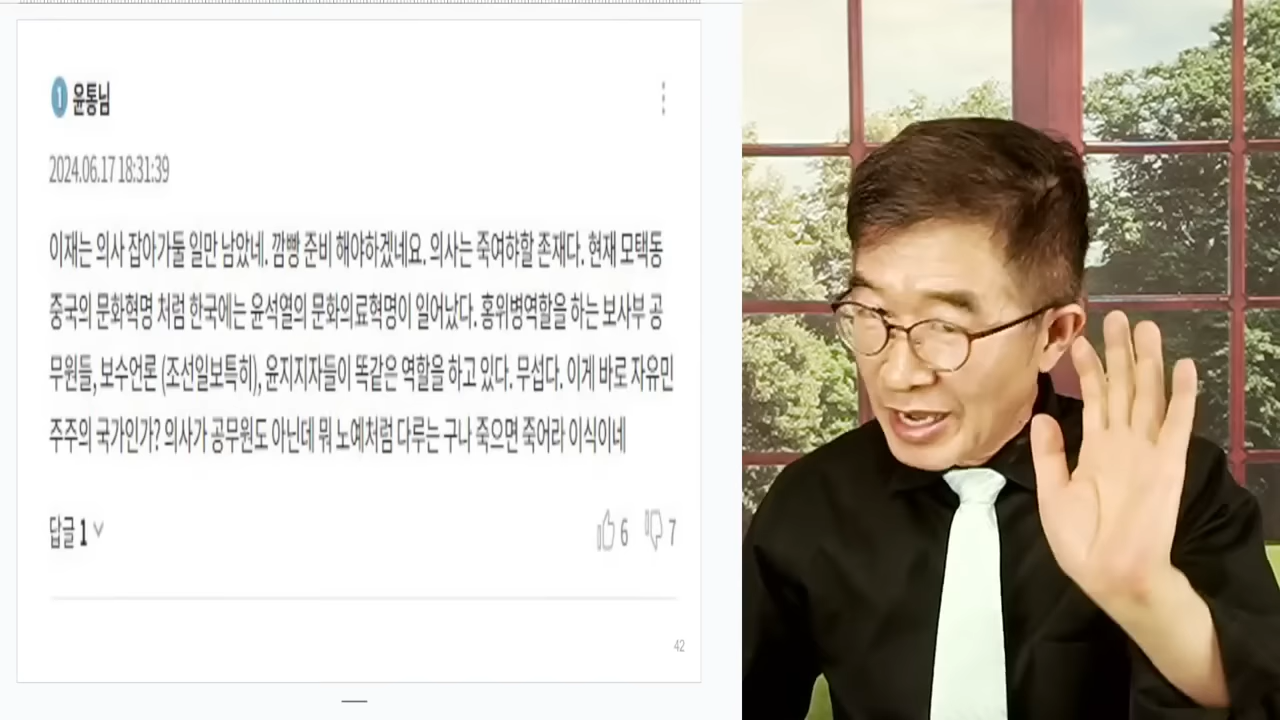 1 윤통님
2024.06.17 18:31:39
이재는 의사 잡아가둘 일만 남았네. 깜빵 준비 해야하겠네요. 의사는 죽여햐할 존재다. 현재 모택동
중국의 문화혁명 처럼 한국에는 윤석열의 문화의료혁명이 일어났다. 홍위병역할을 하는 보사부 공
무원들, 보수언론 (조선일보특히), 윤지지자들이 똑같은 역할을 하고 있다. 무섭다. 이게 바로 자유민
주주의 국가인가? 의사가 공무원도 아닌데 뭐 노예처럼 다루는 구나 죽으면 죽어라 이식이네
답글 1
6 7
42